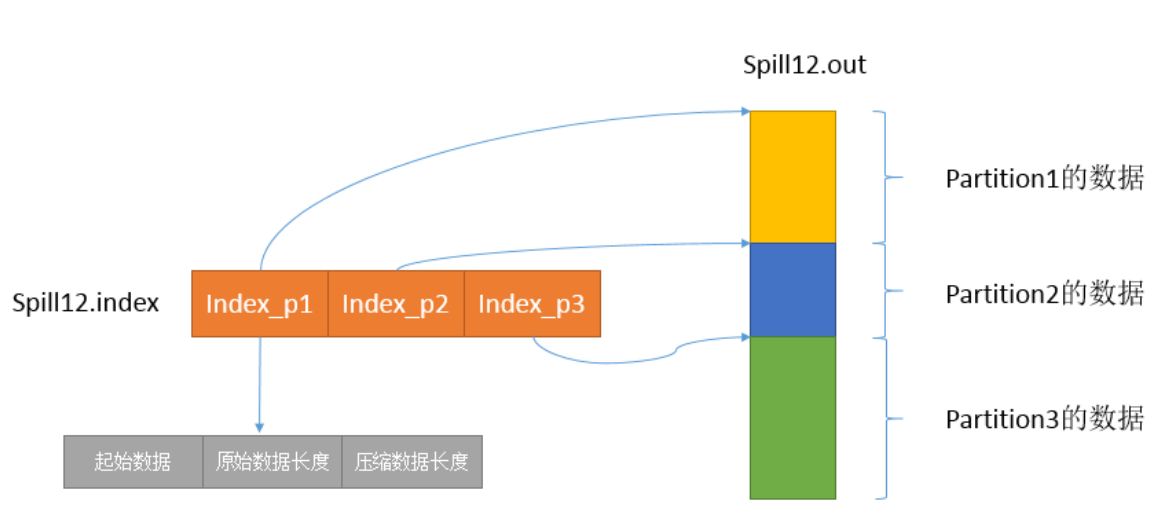 Spill12.out
Partition1的数据
Spill12.index
Index_p1
Index_p2
Index_p3
Partition2的数据
Partition3的数据
起始数据
原始数据长度
压缩数据长度